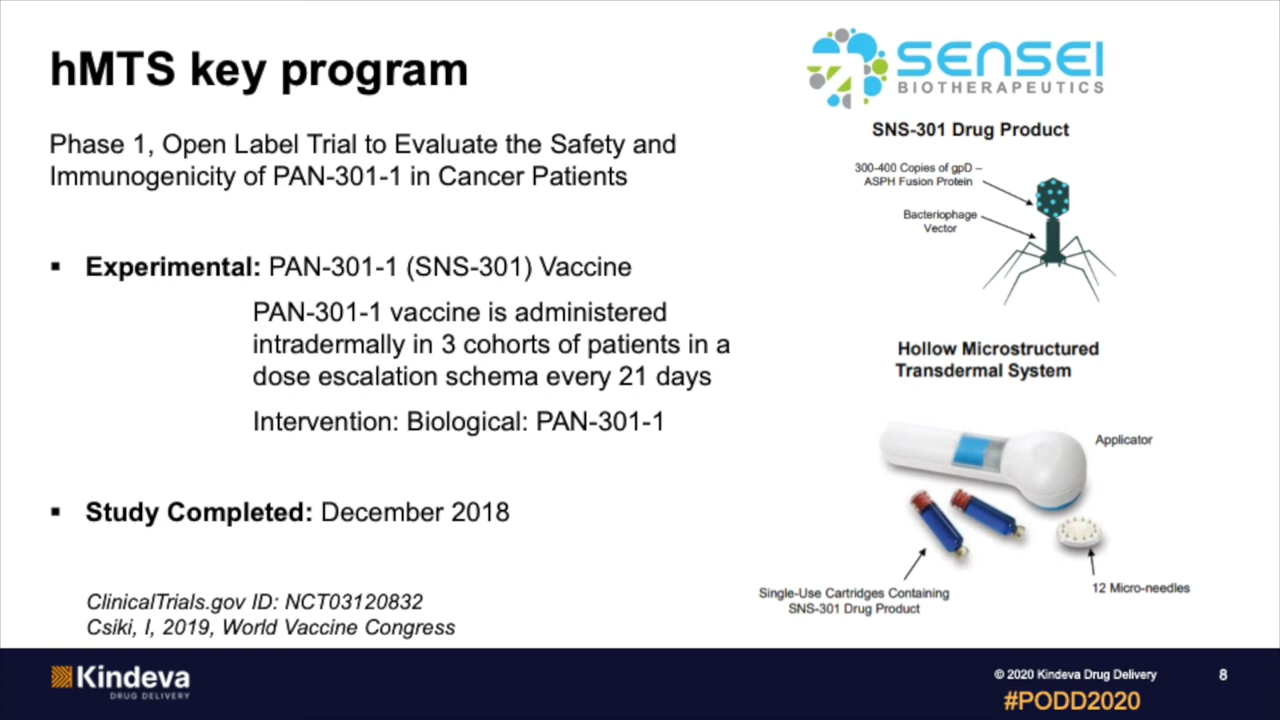 hMTS key program
Phase 1, Open Label Trial to Evaluate the Safety and
Immunogenicity of PAN-301-1 in Cancer Patients
▪ Experimental: PAN-301-1 (SNS-301) Vaccine
PAN-301-1 vaccine is administered
intradermally in 3 cohorts of patients in a
dose escalation schema every 21 days
Intervention: Biological: PAN-301-1
▪ Study Completed: December 2018
ClinicalTrials.gov ID: NCT03120832
Csiki, I, 2019, World Vaccine Congress
SENSEI
BIOTHERAPEUTICS
SNS-301 Drug Product
300-400 Copies of gpD –
ASPH Fusion Protein
Bacteriophage
Vector
Hollow Microstructured
Transdermal System
Applicator
Single-Use Cartridges Containing
SNS-301 Drug Product
12 Micro-needles
Kindeva
DRUG DELIVERY
© 2020 Kindeva Drug Delivery
8
#PODD2020